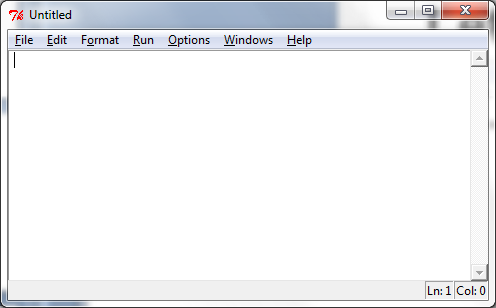 Untitled
File Edit Format Run Options Windows Help
Ln: 1 Col: 0